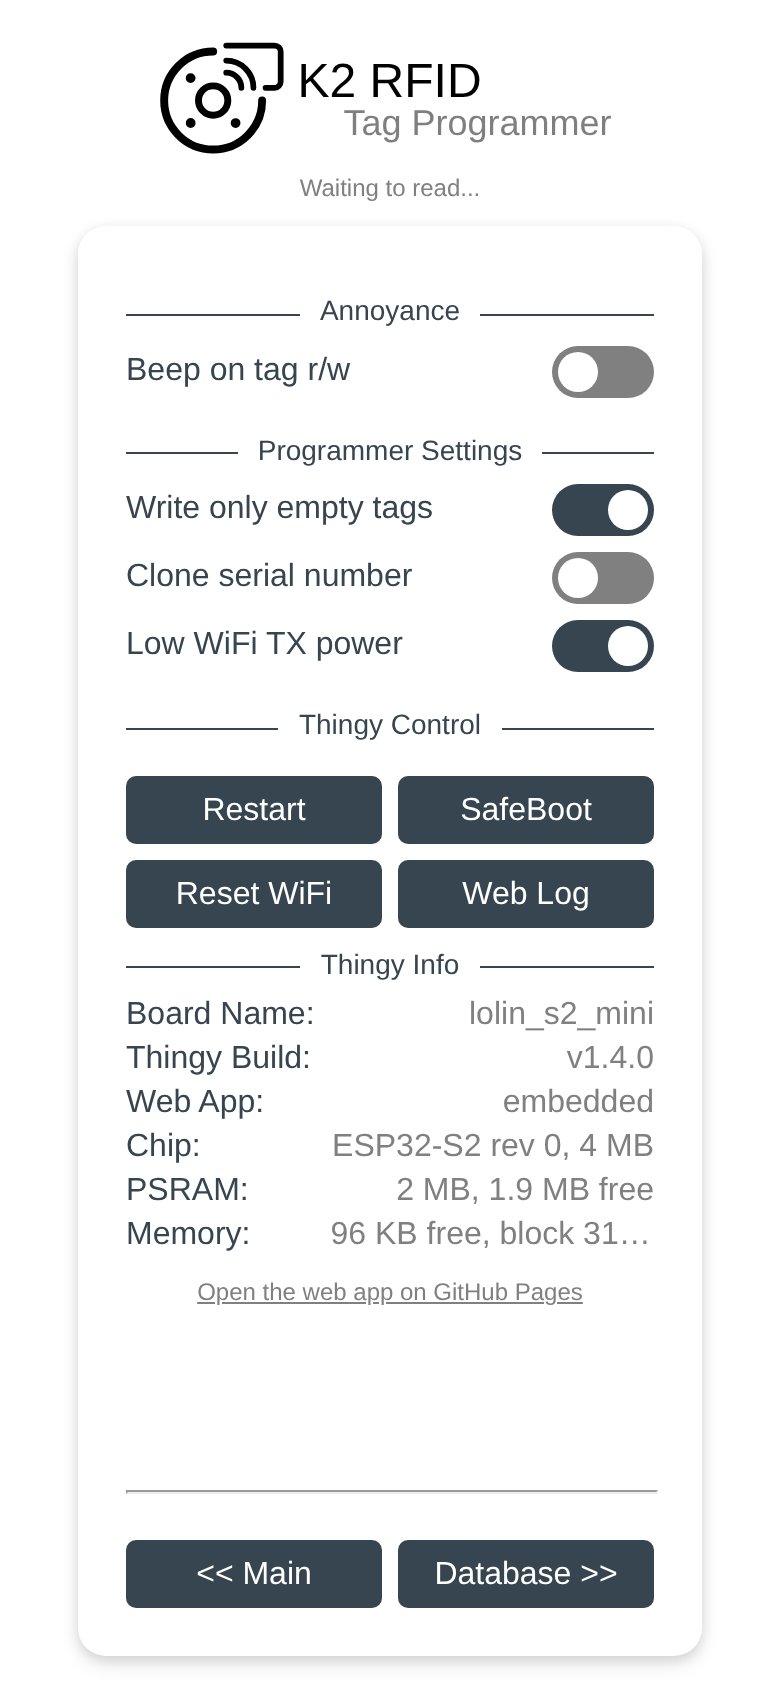 K2 RFID
Tag Programmer
Waiting to read...
Annoyance
Beep on tag r/w
Programmer Settings
Write only empty tags
Clone serial number
Low WiFi TX power
Thingy Control
Restart SafeBoot
Reset WiFi Web Log
Thingy Info
Board Name: lolin_s2_mini
Thingy Build: v1.4.0
Web App: embedded
Chip: ESP32-S2 rev 0, 4 MB
PSRAM: 2 MB, 1.9 MB free
Memory: 96 KB free, block 31…
Open the web app on GitHub Pages
<< Main Database >>